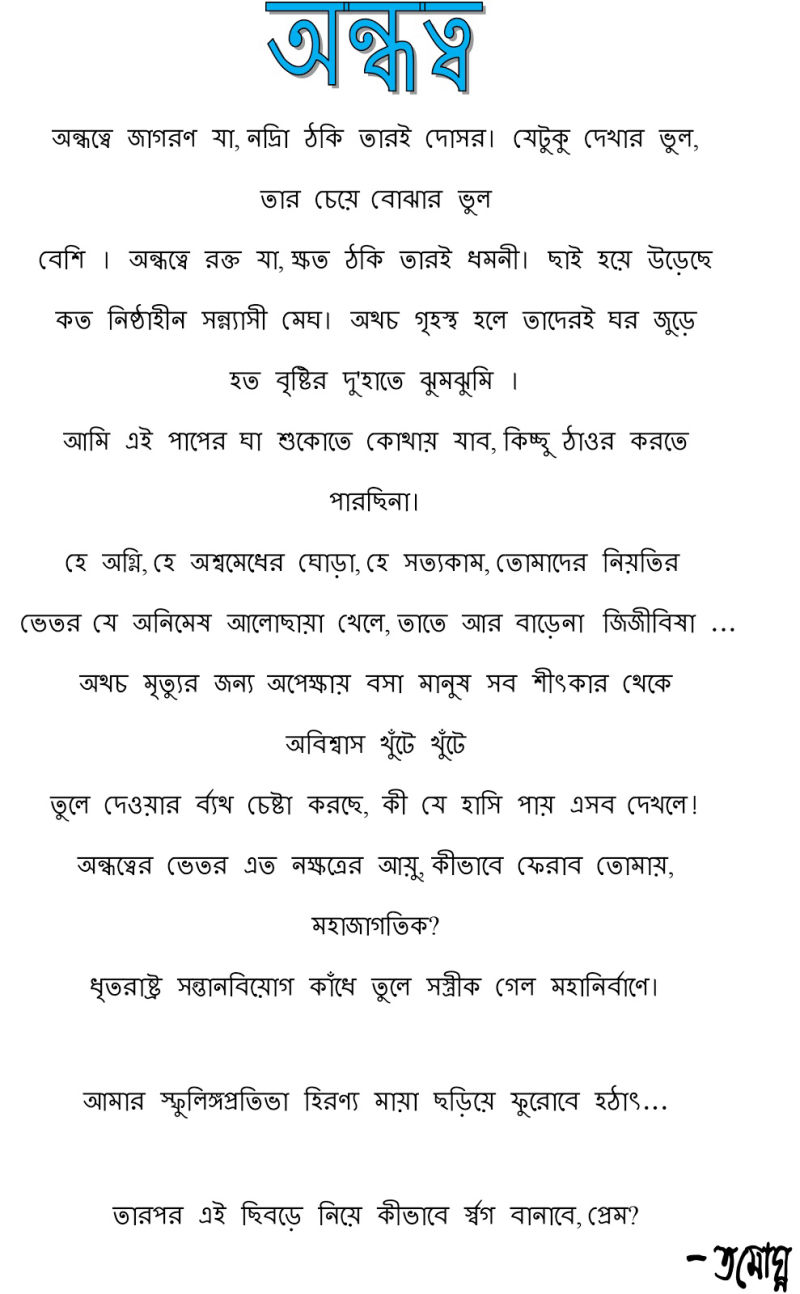 অন্ধত্ব
অন্ধত্বে জাগরণ যা, নদ্রিা ঠকি তারই দোসর। যেটুকু দেখার ভুল,
তার চেয়ে বোঝার ভুল
বেশি । অন্ধত্বে রক্ত যা, ক্ষত ঠকি তারই ধমনী। ছাই হয়ে উড়েছে
কত নিষ্ঠাহীন সন্ন্যাসী মেঘ। অথচ গৃহস্থ হলে তাদেরই ঘর জুড়ে
হত বৃষ্টির দু'হাতে ঝুমঝুমি ।
আমি এই পাপের ঘা শুকোতে কোথায় যাব, কিচ্ছু ঠাওর করতে
পারছিনা।
হে অগ্নি, হে অশ্বমেধের ঘোড়া, হে সত্যকাম, তোমাদের নিয়তির
ভেতর যে অনিমেষ আলোছায়া খেলে, তাতে আর বাড়েনা জিজীবিষা ...
অথচ মৃত্যুর জন্য অপেক্ষায় বসা মানুষ সব শীৎকার থেকে
অবিশ্বাস খুঁটে খুঁটে
তুলে দেওয়ার র্ব্যথ চেষ্টা করছে, কী যে হাসি পায় এসব দেখলে!
অন্ধত্বের ভেতর এত নক্ষত্রের আয়ু, কীভাবে ফেরাব তোমায়,
মহাজাগতিক?
ধৃতরাষ্ট্র সন্তানবিয়োগ কাঁধে তুলে সস্ত্রীক গেল মহানির্বাণে।
আমার স্ফুলিঙ্গপ্রতিভা হিরণ্য মায়া ছড়িয়ে ফুরোবে হঠাৎ...
তারপর এই ছিবড়ে নিয়ে কীভাবে র্স্বগ বানাবে, প্রেম?
– তমোঘ্ন